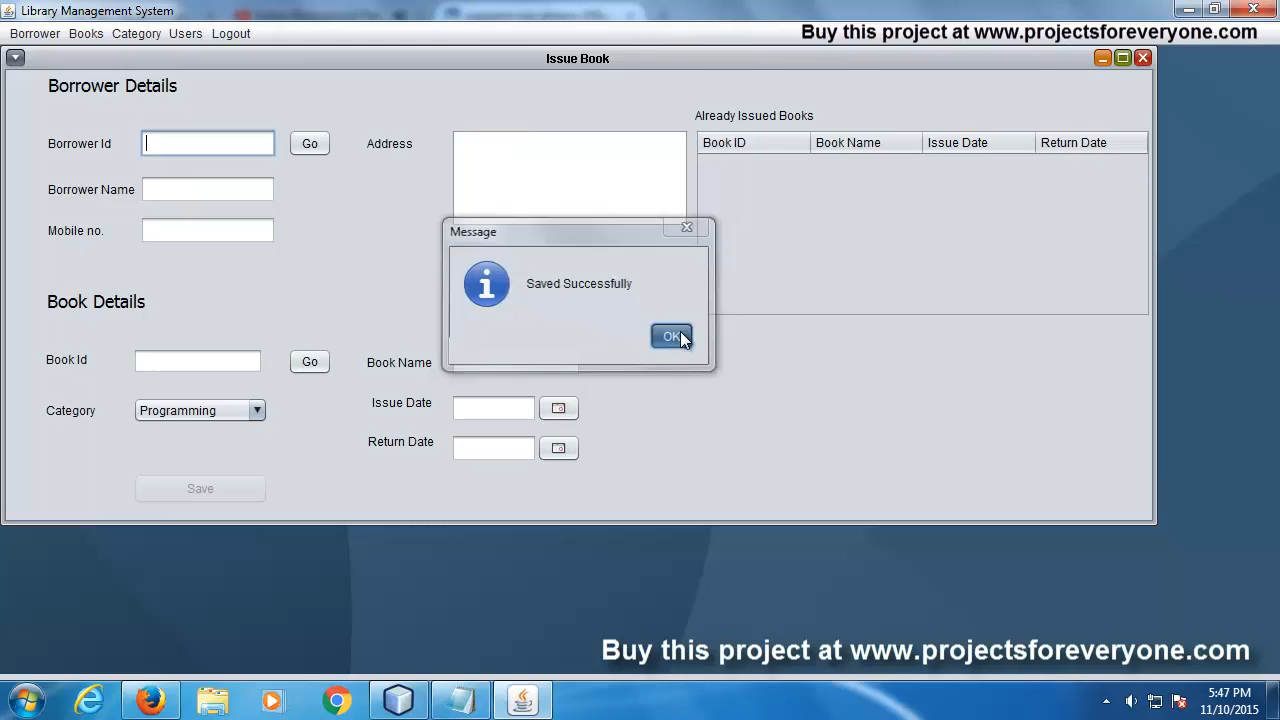 Library Management System
Borrower Books Category Users Logout
Buy this project at www.projectsforeveryone.com
Issue Book
Borrower Details
Already Issued Books
Borrower Id
Go
Address
Book ID Book Name Issue Date Return Date
Borrower Name
Mobile no.
Message
Saved Successfully
OK
Book Details
Book Id
Go
Book Name
Category
Programming
Issue Date
Return Date
Save
Buy this project at www.projectsforeveryone.com
5:47 PM
11/10/2015